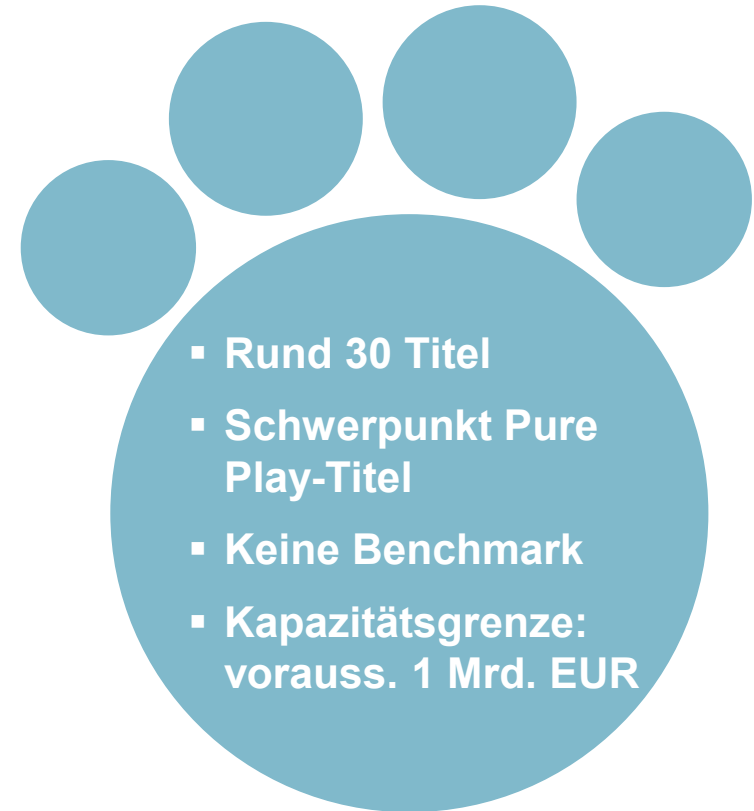 ▪ Rund 30 Titel
▪ Schwerpunkt Pure
Play-Titel
▪ Keine Benchmark
▪ Kapazitätsgrenze:
vorauss. 1 Mrd. EUR